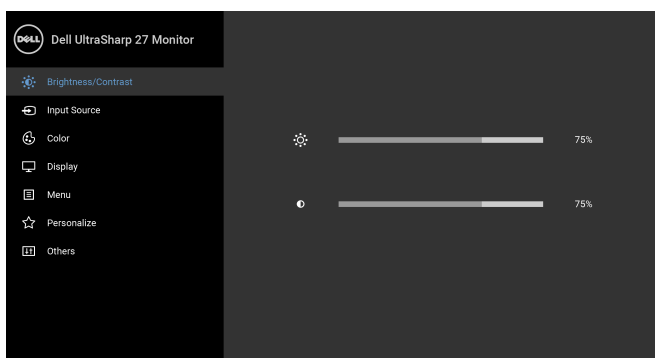 DELL
Dell UltraSharp 27 Monitor
Brightness/Contrast
Input Source
Color
75%
Display
Menu
75%
Personalize
Others